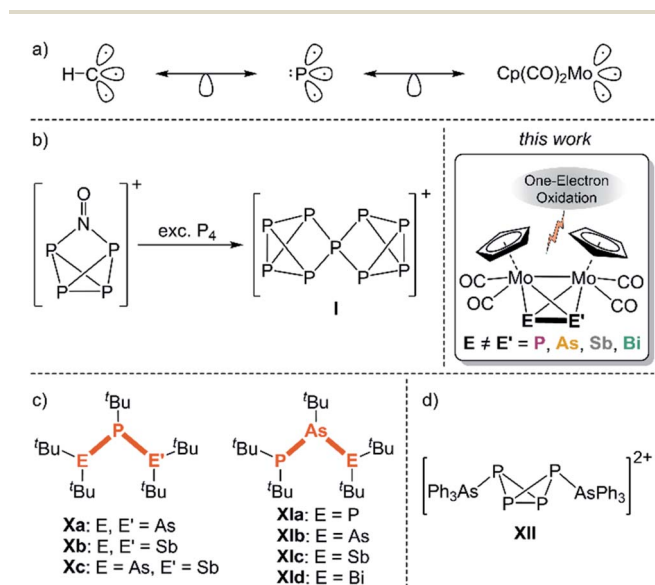 a)
H–C
:P
Cp(CO)₂Mo
b)
O
N
P P
P P
+
exc. P₄
P P P P
P
P P P P
+
I
this work
One-Electron
Oxidation
OC Mo Mo CO
OC CO
E E'
E ≠ E' = P, As, Sb, Bi
c)
ᵗBu
ᵗBu P ᵗBu
E E'
ᵗBu ᵗBu
Xa: E, E' = As
Xb: E, E' = Sb
Xc: E = As, E' = Sb
ᵗBu
ᵗBu As ᵗBu
P E
ᵗBu ᵗBu
XIa: E = P
XIb: E = As
XIc: E = Sb
XId: E = Bi
d)
2+
P P
Ph₃As P P AsPh₃
XII